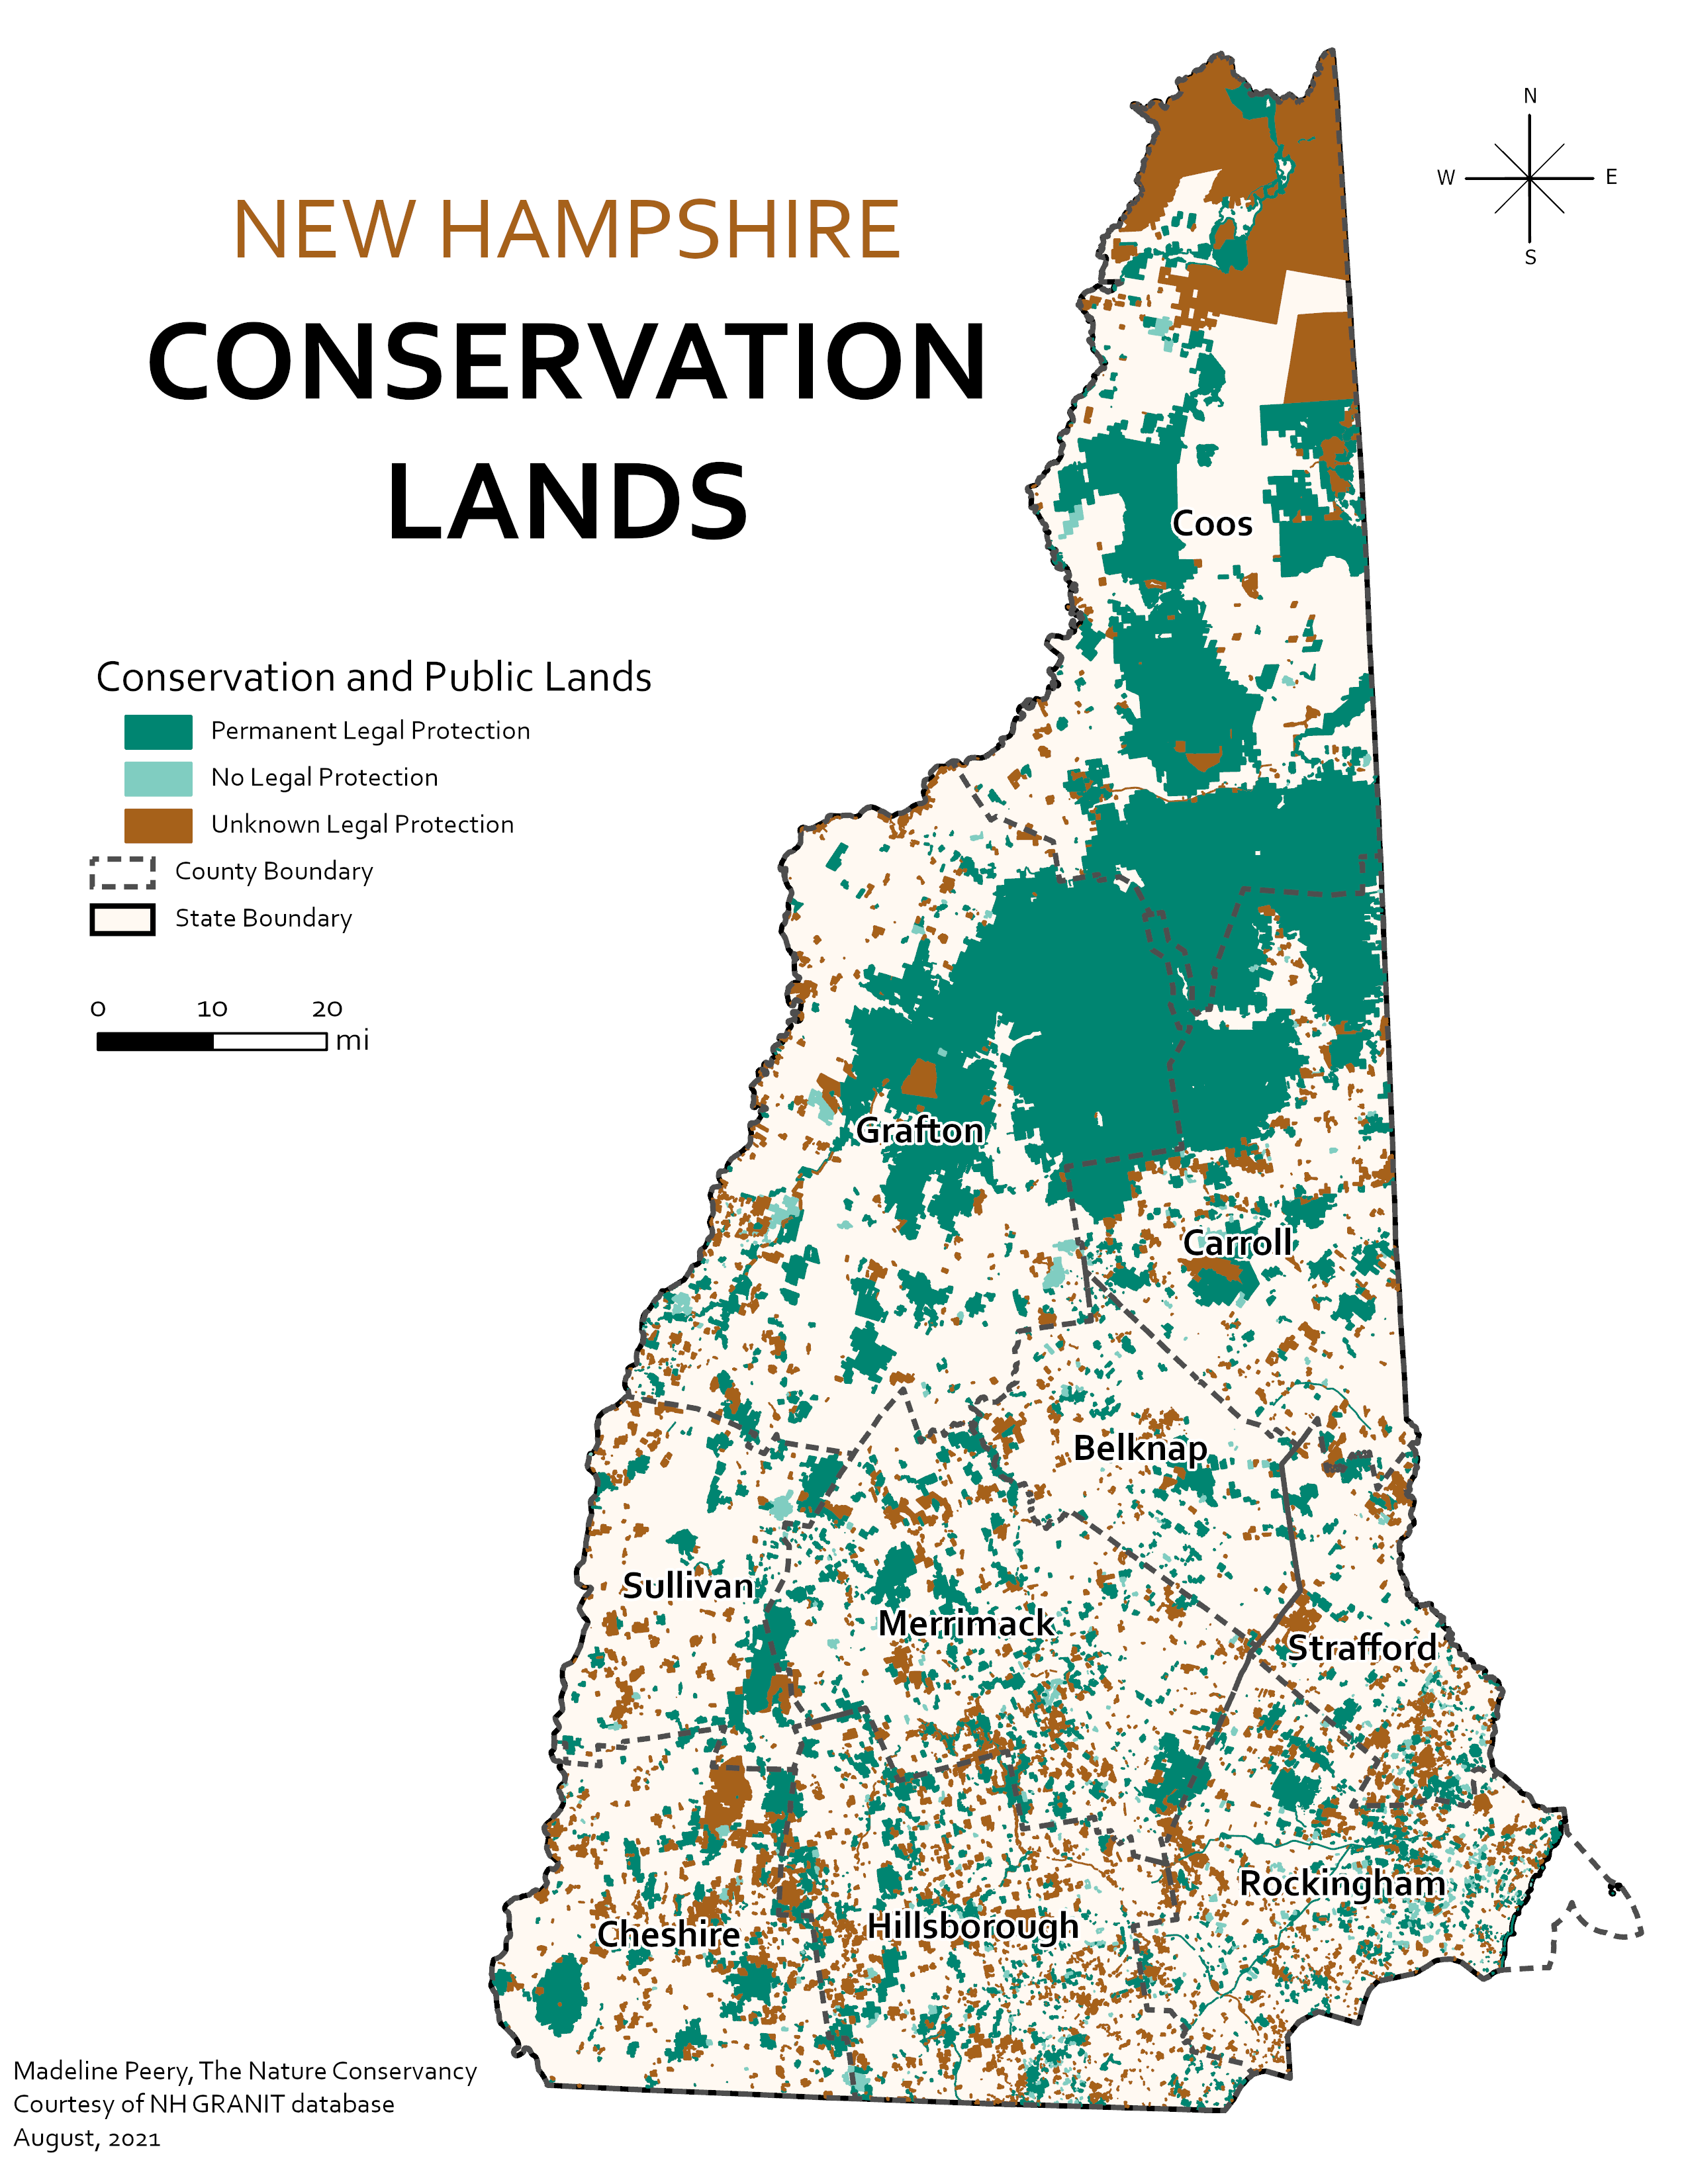 NEW HAMPSHIRE
CONSERVATION
LANDS
N
W
E
S
Conservation and Public Lands
Permanent Legal Protection
No Legal Protection
Unknown Legal Protection
County Boundary
State Boundary
0 10 20
mi
Coos
Grafton
Carroll
Belknap
Sullivan
Merrimack
Strafford
Rockingham
Hillsborough
Cheshire
Madeline Peery, The Nature Conservancy
Courtesy of NH GRANIT database
August, 2021